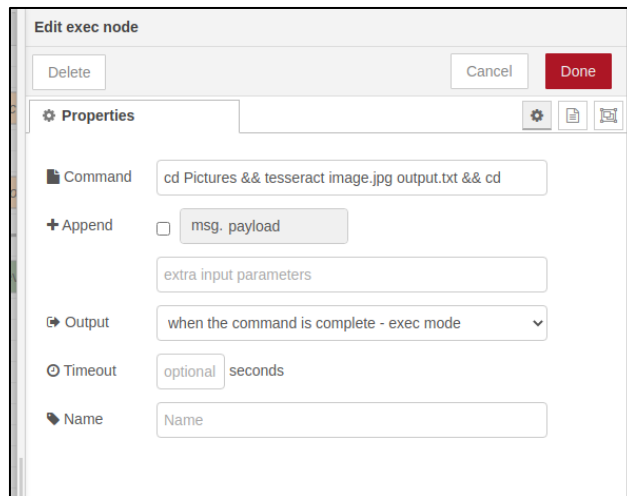 Edit exec node
Delete
Cancel
Done
Properties
Command
cd Pictures && tesseract image.jpg output.txt && cd
Append
msg. payload
extra input parameters
Output
when the command is complete - exec mode
Timeout
optional
seconds
Name
Name